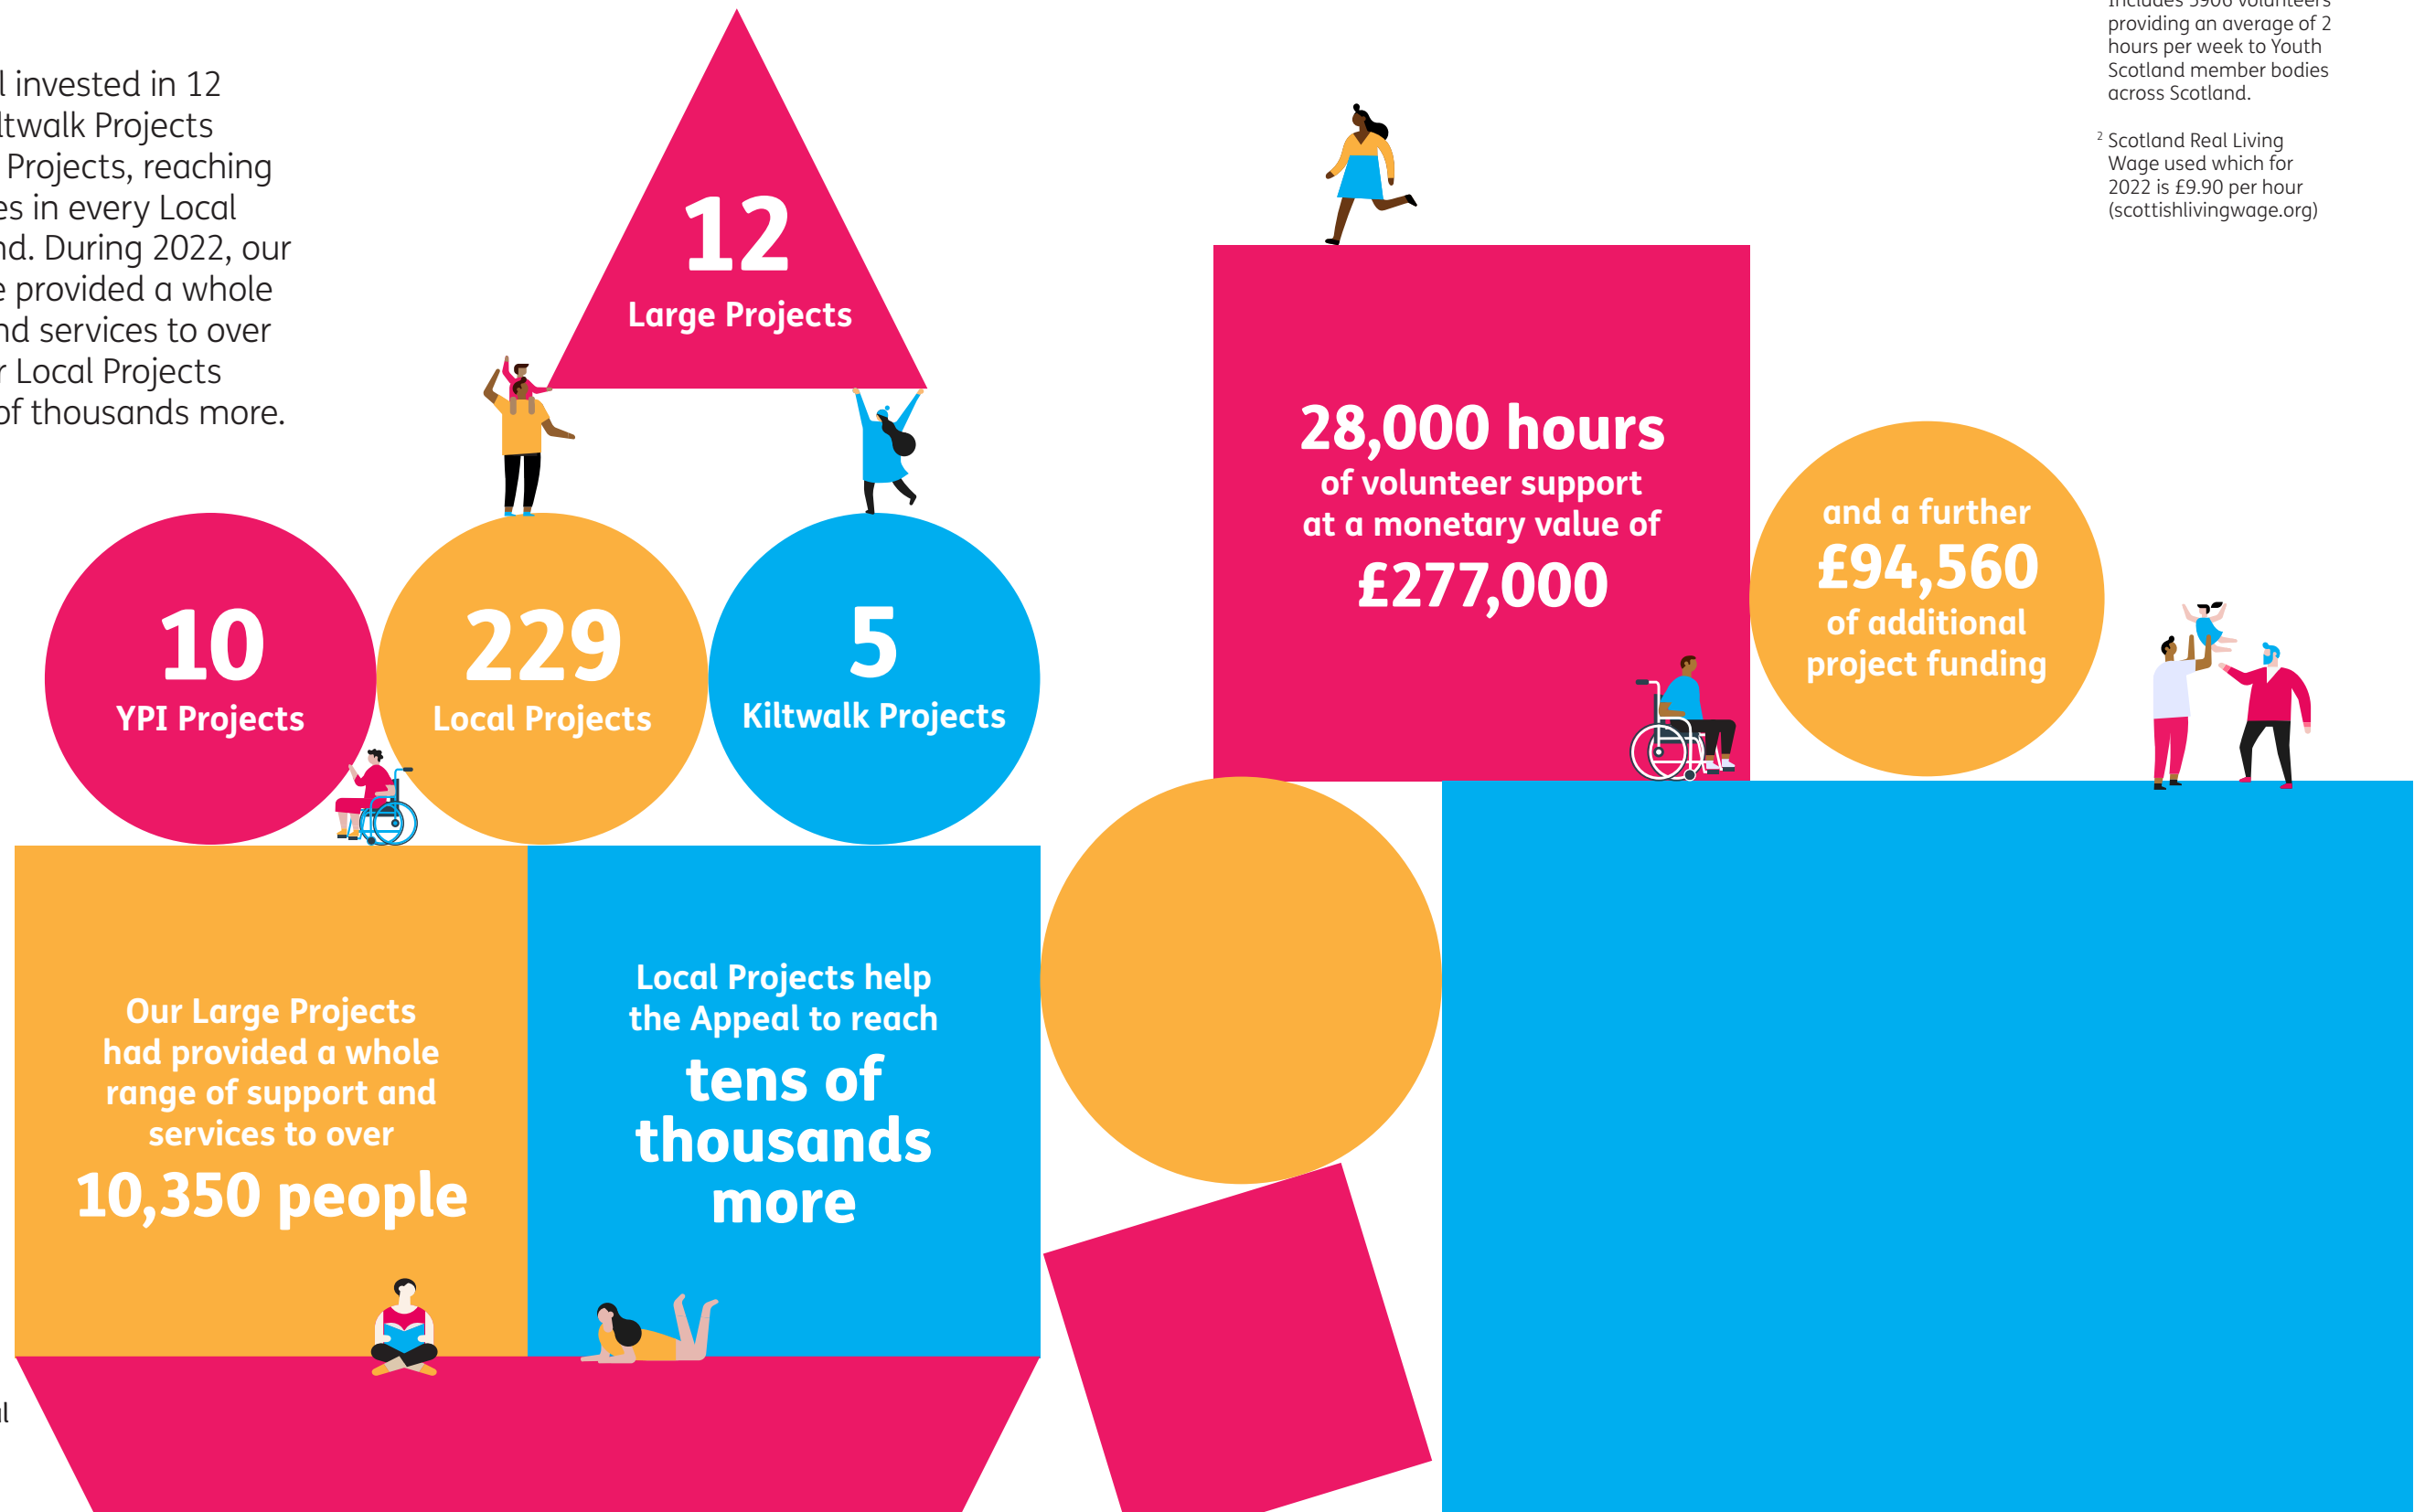 invested in 12
Projects
Projects, reaching
in every Local
During 2022, our
provided a whole
services to over
Local Projects
of thousands more.
12
Large Projects
10
YPI Projects
229
Local Projects
5
Kiltwalk Projects
Our Large Projects
had provided a whole
range of support and
services to over
10,350 people
Local Projects help
the Appeal to reach
tens of
thousands
more
28,000 hours
of volunteer support
at a monetary value of
£277,000
and a further
£94,560
of additional
project funding
volunteers
providing an average of 2
hours per week to Youth
Scotland member bodies
across Scotland.
2 Scotland Real Living
Wage used which for
2022 is £9.90 per hour
(scottishlivingwage.org)